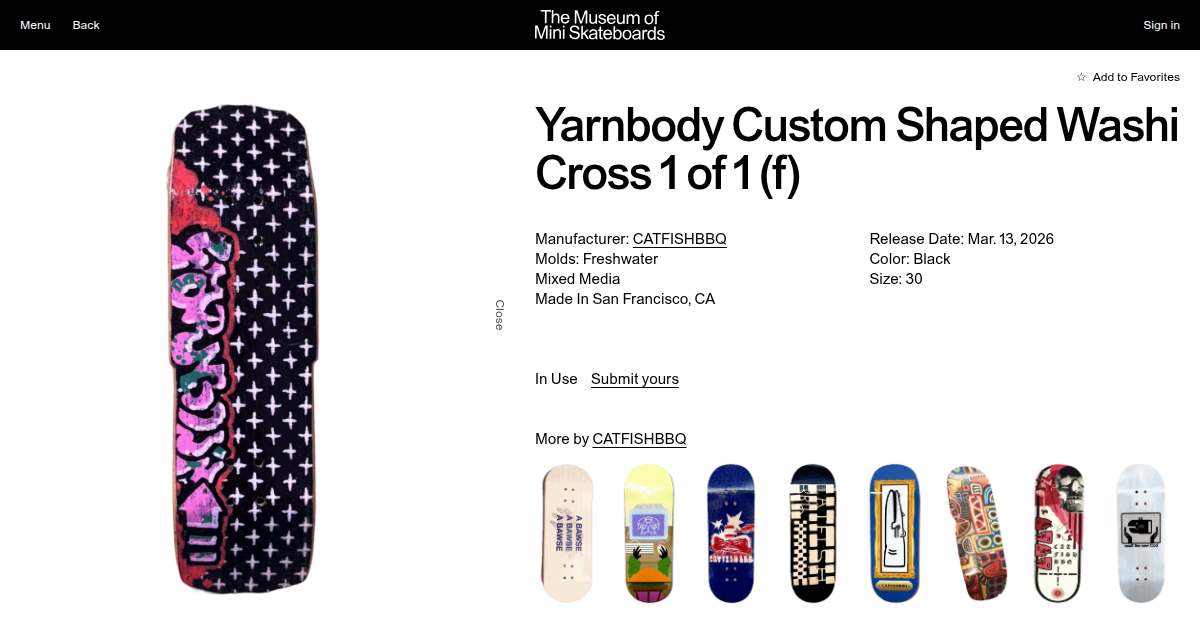 Menu
Back
The Museum of
Mini Skateboards
Sign in
☆ Add to Favorites
Yarnbody Custom Shaped Washi
Cross 1 of 1 (f)
Manufacturer: CATFISHBBQ
Molds: Freshwater
Mixed Media
Made In San Francisco, CA
Release Date: Mar. 13, 2026
Color: Black
Size: 30
Close
In Use
Submit yours
More by CATFISHBBQ
A BAWSE
A BAWSE
A BAWSE
CATFISHBBQ